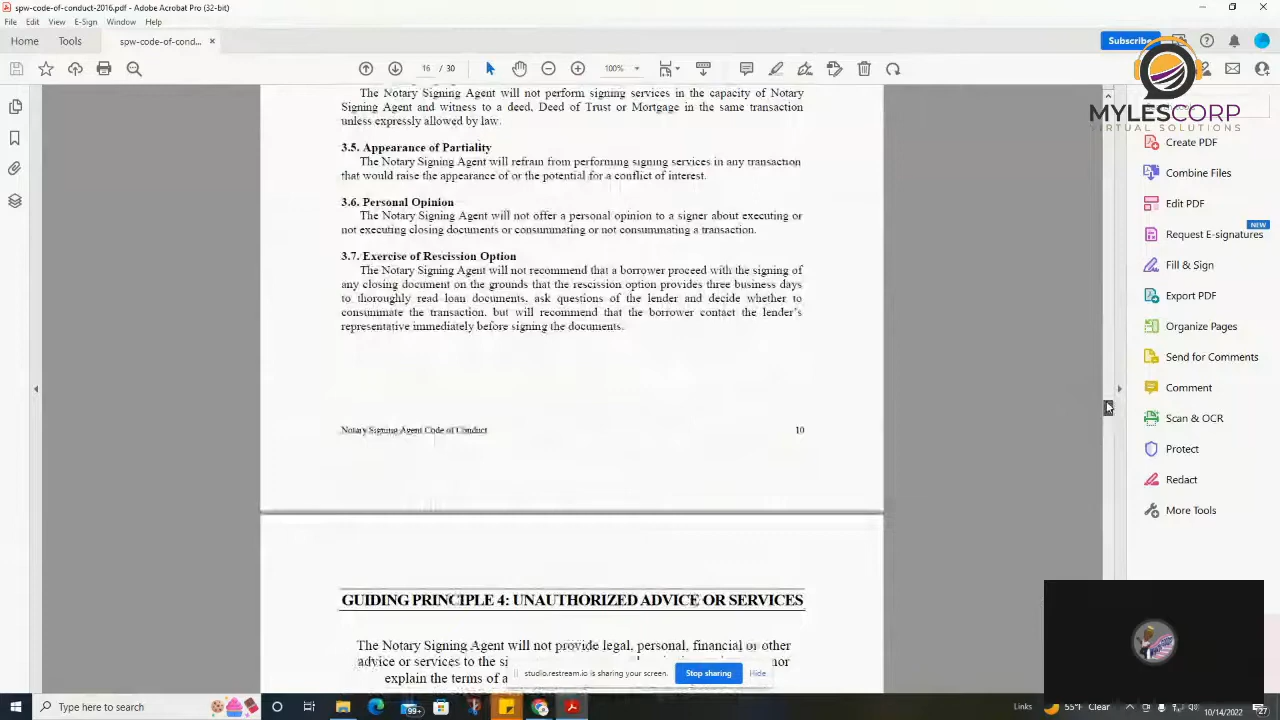 spw-code-of-conduct-2016.pdf - Adobe Acrobat Pro (32-bit)
File Edit View E-Sign Window Help
Home Tools spw-code-of-cond... ×
Subscribe
16 / 30
100%
MYLESCORP
VIRTUAL SOLUTIONS
The Notary Signing Agent will not perform signing services in the capacity of Notary
Signing Agent and witness to a deed, Deed of Trust or Mortgage in the same transaction
unless expressly allowed by law.
3.5. Appearance of Partiality
The Notary Signing Agent will refrain from performing signing services in any transaction
that would raise the appearance of or the potential for a conflict of interest.
3.6. Personal Opinion
The Notary Signing Agent will not offer a personal opinion to a signer about executing or
not executing closing documents or consummating or not consummating a transaction.
3.7. Exercise of Rescission Option
The Notary Signing Agent will not recommend that a borrower proceed with the signing of
any closing document on the grounds that the rescission option provides three business days
to thoroughly read loan documents, ask questions of the lender and decide whether to
consummate the transaction, but will recommend that the borrower contact the lender's
representative immediately before signing the documents.
Notary Signing Agent Code of Conduct 10
GUIDING PRINCIPLE 4: UNAUTHORIZED ADVICE OR SERVICES
The Notary Signing Agent will not provide legal, personal, financial or other
advice or services to the si
nor
explain the terms of a
Create PDF
Combine Files
Edit PDF
Request E-signatures
NEW
Fill & Sign
Export PDF
Organize Pages
Send for Comments
Comment
Scan & OCR
Protect
Redact
More Tools
studio.restream.io is sharing your screen.
Stop sharing
Hide
Type here to search
99+
Links
55° Clear
10/14/2022
27